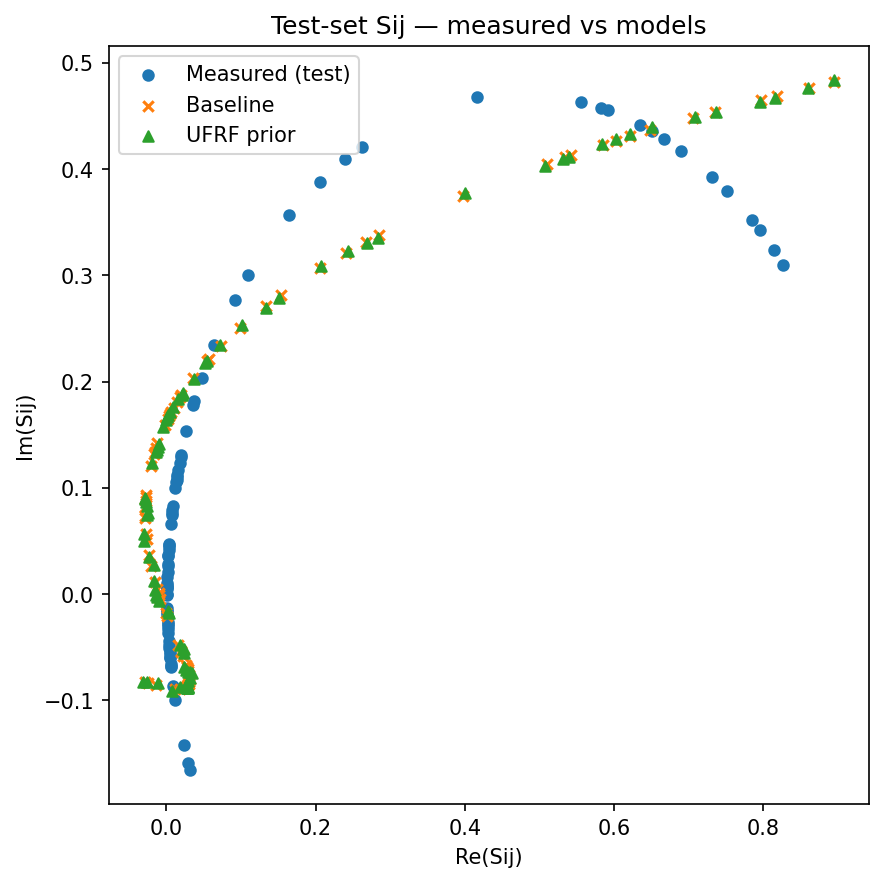 Test-set Sij — measured vs models
Measured (test)
Baseline
UFRF prior
0.5
0.4
0.3
0.2
0.1
0.0
−0.1
Im(Sij)
0.0
0.2
0.4
0.6
0.8
Re(Sij)